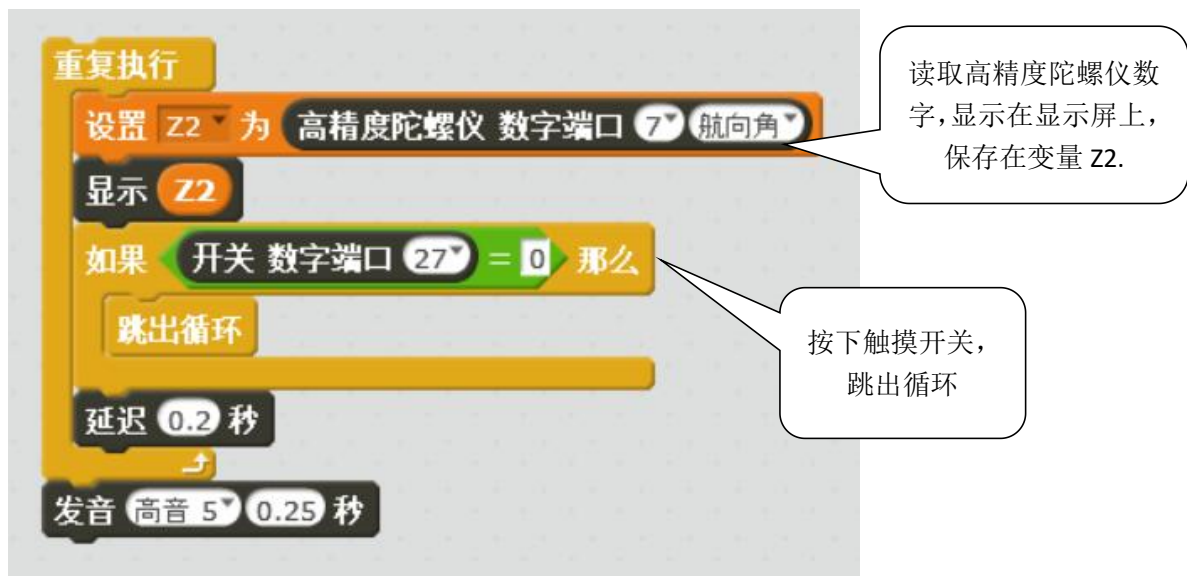 重复执行
设置 Z2 为 高精度陀螺仪 数字端口 7 航向角
显示 Z2
如果 开关 数字端口 27 = 0 那么
跳出循环
延迟 0.2 秒
发音 高音 5 0.25 秒
读取高精度陀螺仪数
字,显示在显示屏上,
保存在变量 Z2.
按下触摸开关，
跳出循环